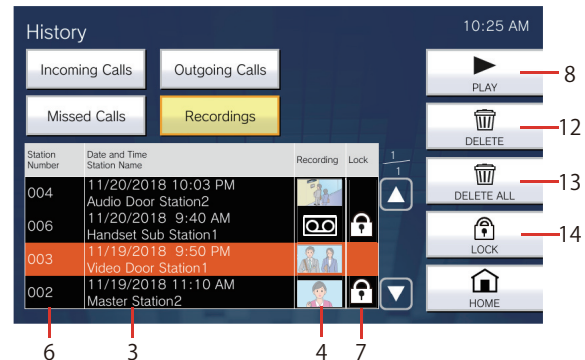 History
10:25 AM
Incoming Calls
Outgoing Calls
Missed Calls
Recordings
PLAY
8
DELETE
12
DELETE ALL
13
LOCK
14
HOME
Station
Number
Date and Time
Station Name
Recording
Lock
1
1
004
11/20/2018 10:03 PM
Audio Door Station2
006
11/20/2018 9:40 AM
Handset Sub Station1
003
11/19/2018 9:50 PM
Video Door Station1
002
11/19/2018 11:10 AM
Master Station2
6
3
4
7